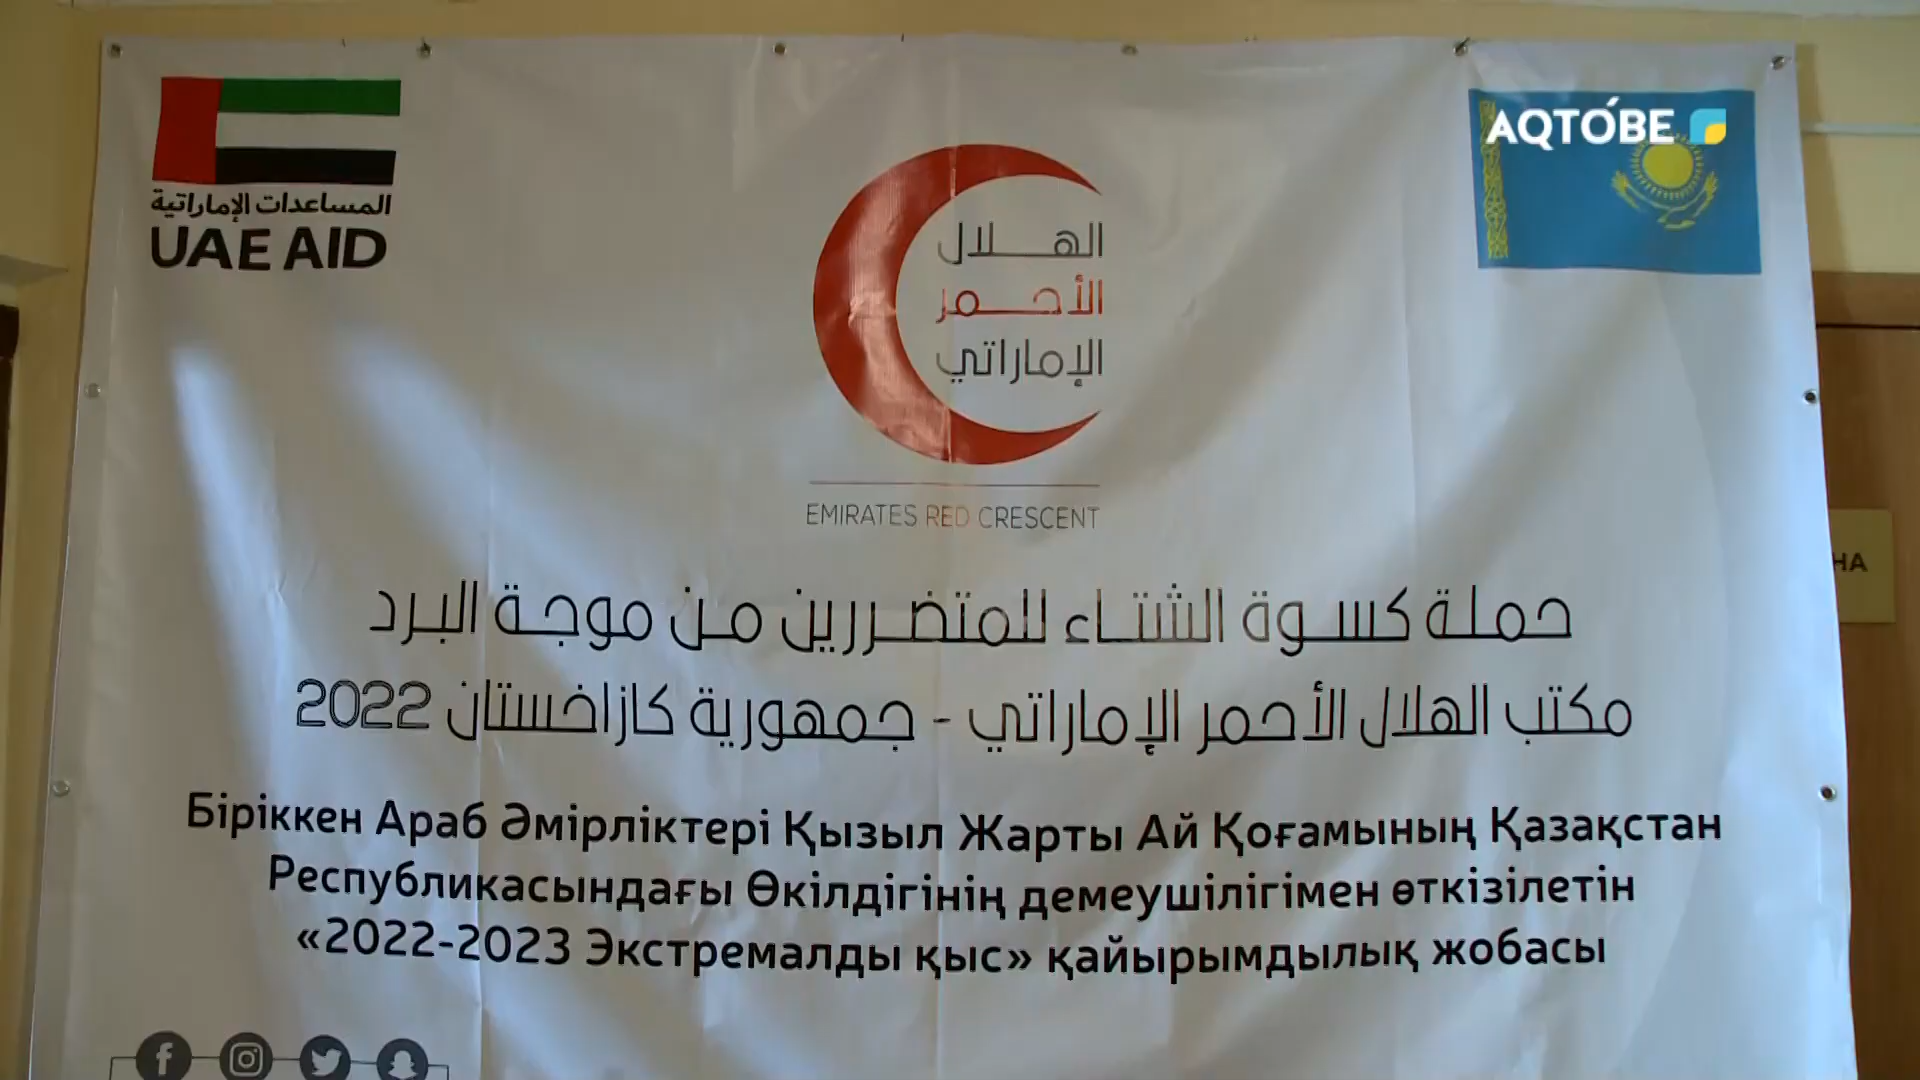 AQTÓBE
المساعدات الإماراتية
UAE AID
الهلال
الأحمر
الإماراتي
EMIRATES RED CRESCENT
حملة كسوة الشتاء للمتضررين من موجة البرد
مكتب الهلال الأحمر الإماراتي - جمهورية كازاخستان 2022
Біріккен Араб Әмірліктері Қызыл Жарты Ай Қоғамының Қазақстан
Республикасындағы Өкілдігінің демеушілігімен өткізілетін
«2022-2023 Экстремалды қыс» қайырымдылық жобасы
НА